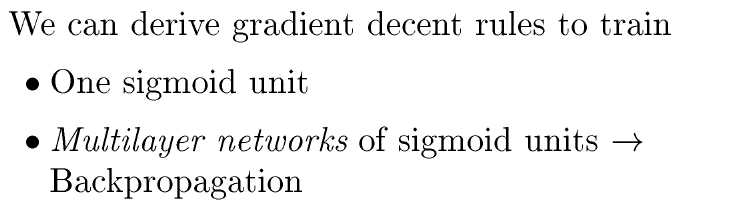 We can derive gradient decent rules to train
• One sigmoid unit
• Multilayer networks of sigmoid units →
Backpropagation